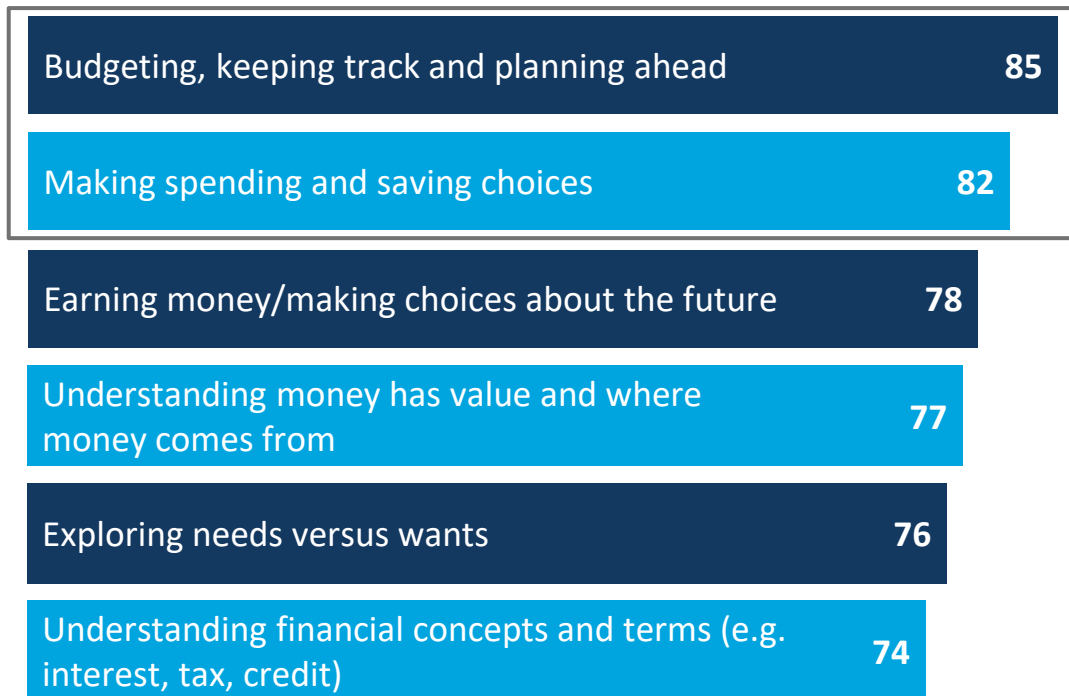 Budgeting, keeping track and planning ahead 85
Making spending and saving choices 82
Earning money/making choices about the future 78
Understanding money has value and where
money comes from 77
Exploring needs versus wants 76
Understanding financial concepts and terms (e.g.
interest, tax, credit) 74